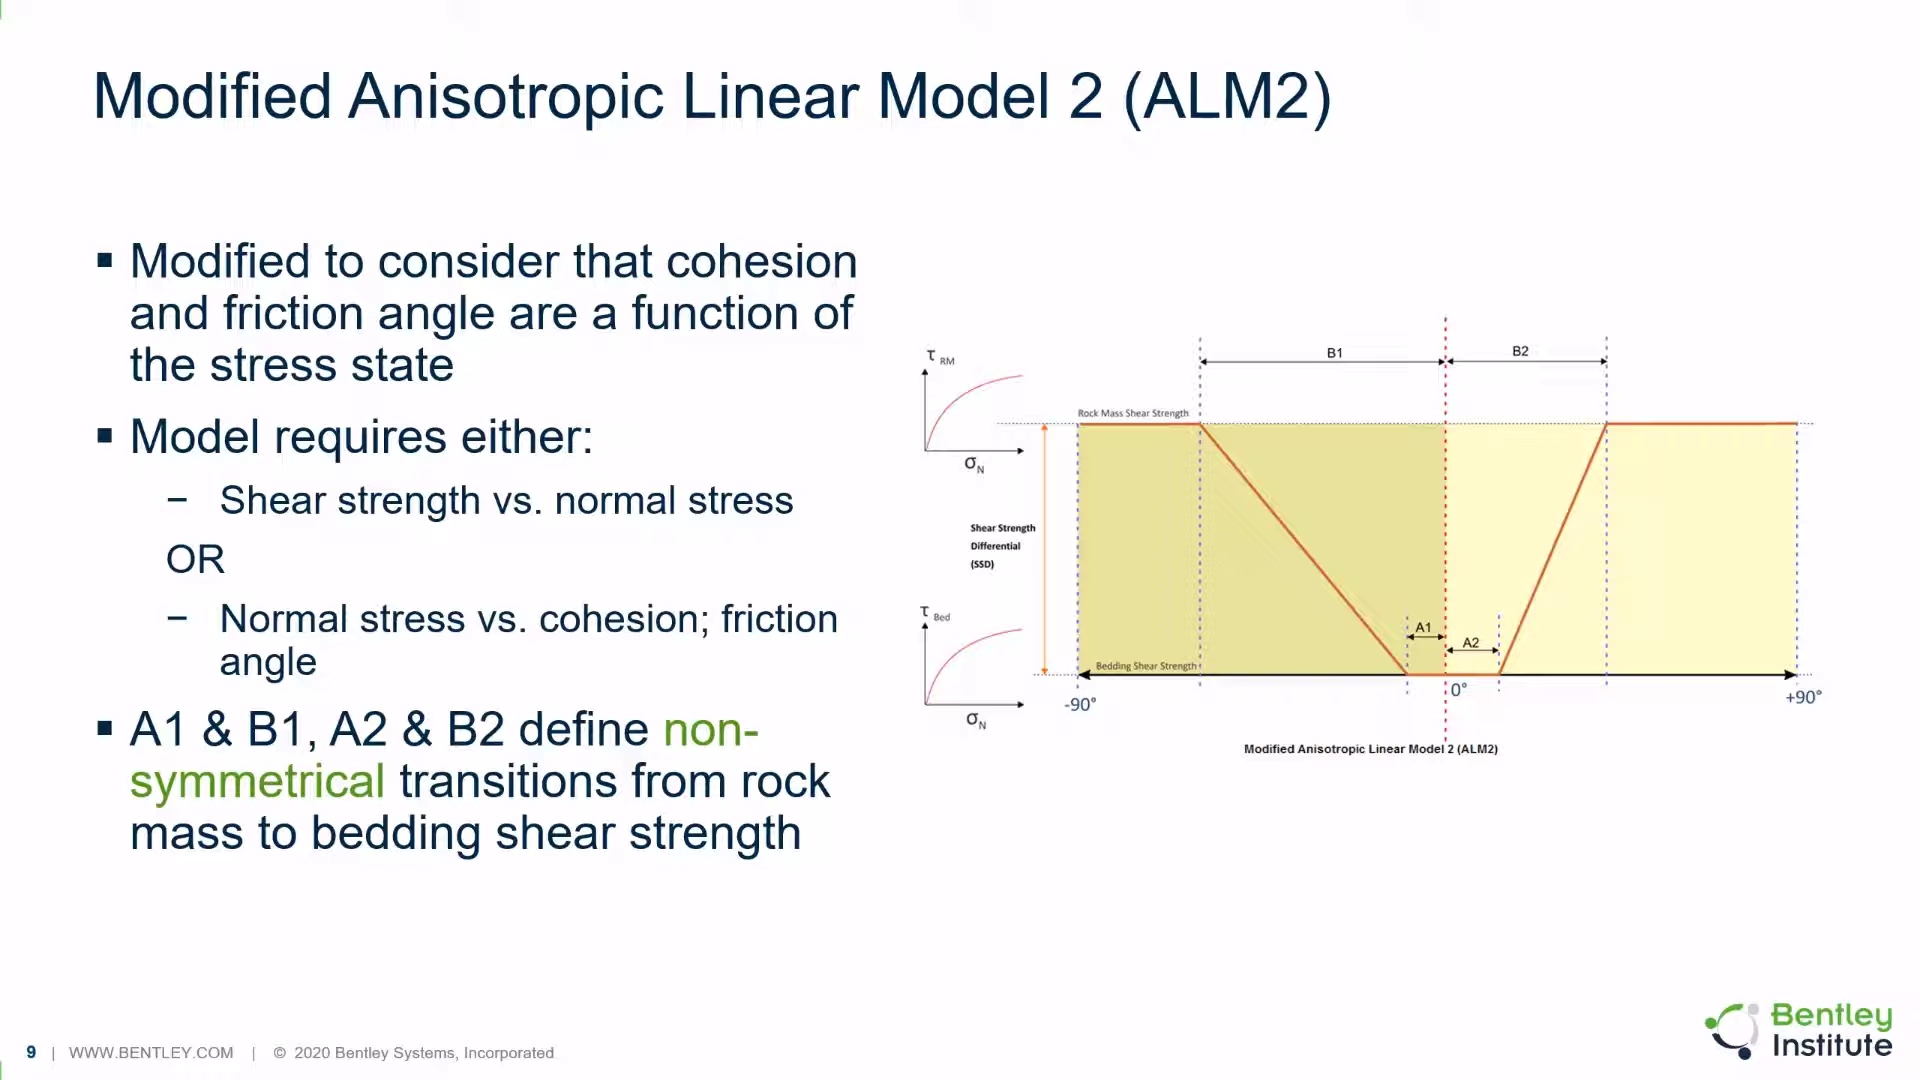 Modified Anisotropic Linear Model 2 (ALM2)
▪ Modified to consider that cohesion
and friction angle are a function of
the stress state
▪ Model requires either:
− Shear strength vs. normal stress
OR
− Normal stress vs. cohesion; friction
angle
▪ A1 & B1, A2 & B2 define non-
symmetrical transitions from rock
mass to bedding shear strength
τ RM
σN
Shear Strength
Differential
(SSD)
τ Bed
σN
B1
B2
Rock Mass Shear Strength
A1
A2
Bedding Shear Strength
-90°
0°
+90°
Modified Anisotropic Linear Model 2 (ALM2)
9 | WWW.BENTLEY.COM | © 2020 Bentley Systems, Incorporated
Bentley
Institute